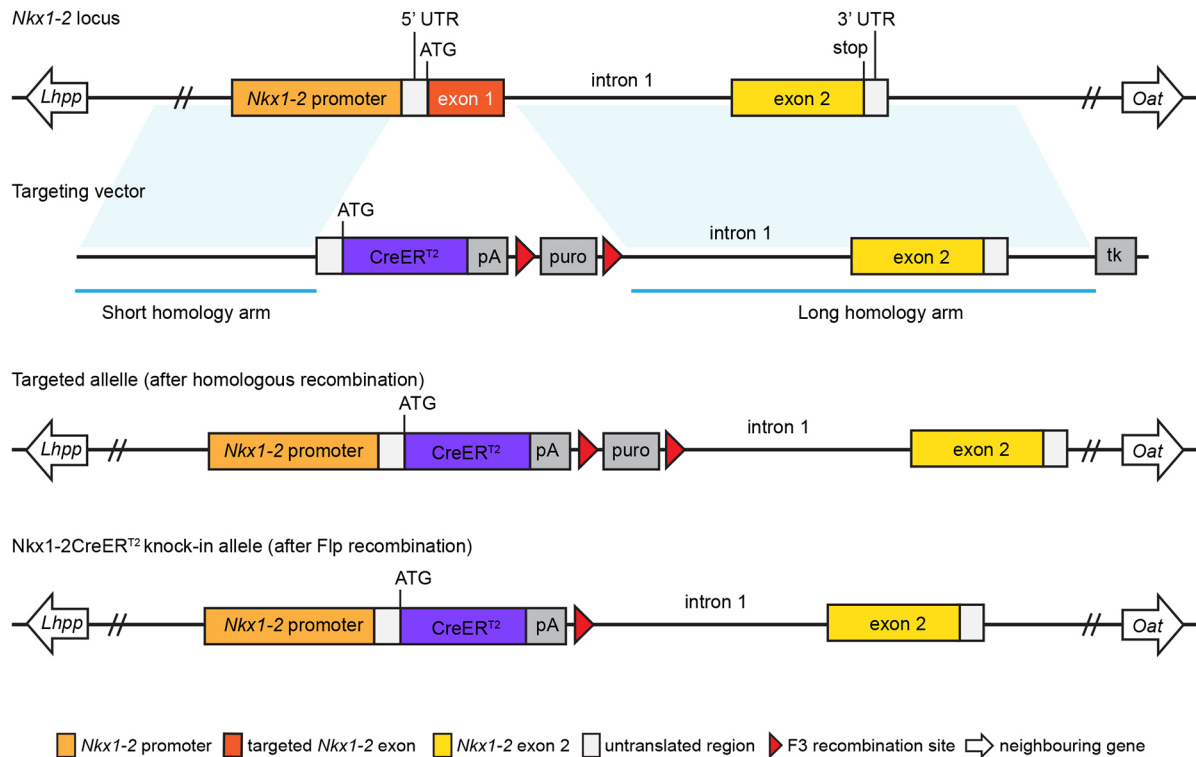 Nkx1-2 locus
5’ UTR
3’ UTR
ATG
stop
Lhpp
Nkx1-2 promoter
exon 1
intron 1
exon 2
Oat
Targeting vector
ATG
intron 1
CreERT2
pA
puro
exon 2
tk
Short homology arm
Long homology arm
Targeted allelle (after homologous recombination)
ATG
intron 1
Lhpp
Nkx1-2 promoter
CreERT2
pA
puro
exon 2
Oat
Nkx1-2CreERT2 knock-in allele (after Flp recombination)
ATG
intron 1
Lhpp
Nkx1-2 promoter
CreERT2
pA
exon 2
Oat
Nkx1-2 promoter
targeted Nkx1-2 exon
Nkx1-2 exon 2
untranslated region
F3 recombination site
neighbouring gene